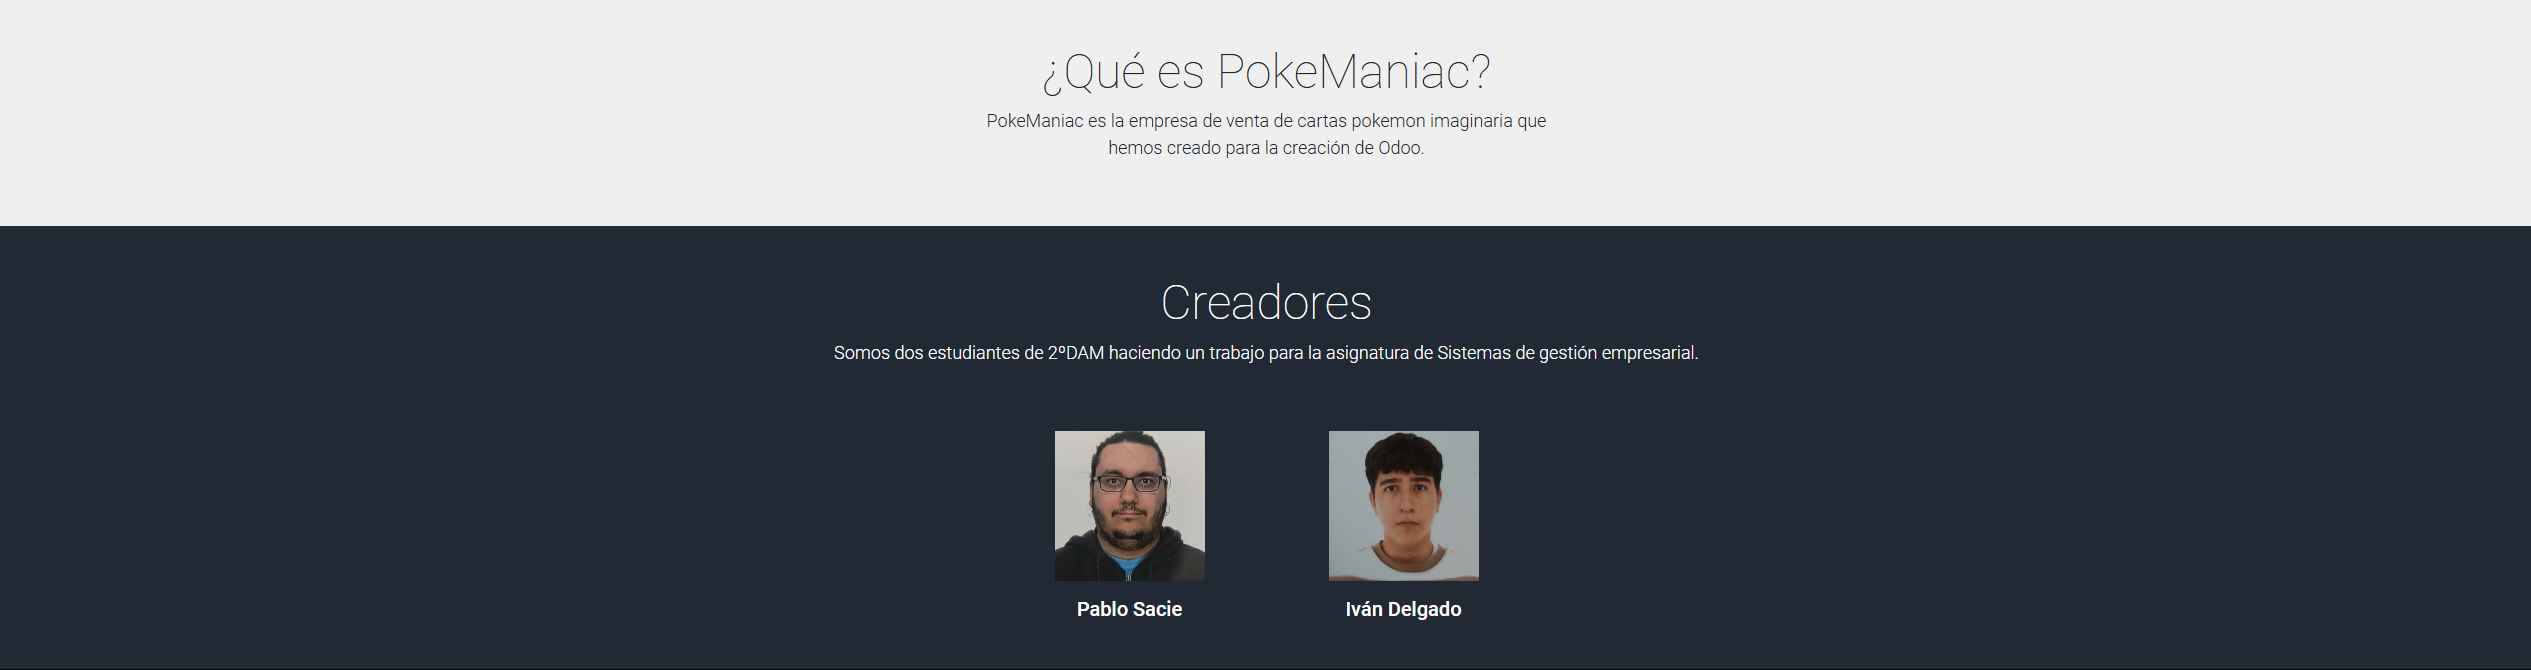 ¿Qué es PokeManiac?
PokeManiac es la empresa de venta de cartas pokemon imaginaria que
hemos creado para la creación de Odoo.
Creadores
Somos dos estudiantes de 2ºDAM haciendo un trabajo para la asignatura de Sistemas de gestión empresarial.
Pablo Sacie
Iván Delgado